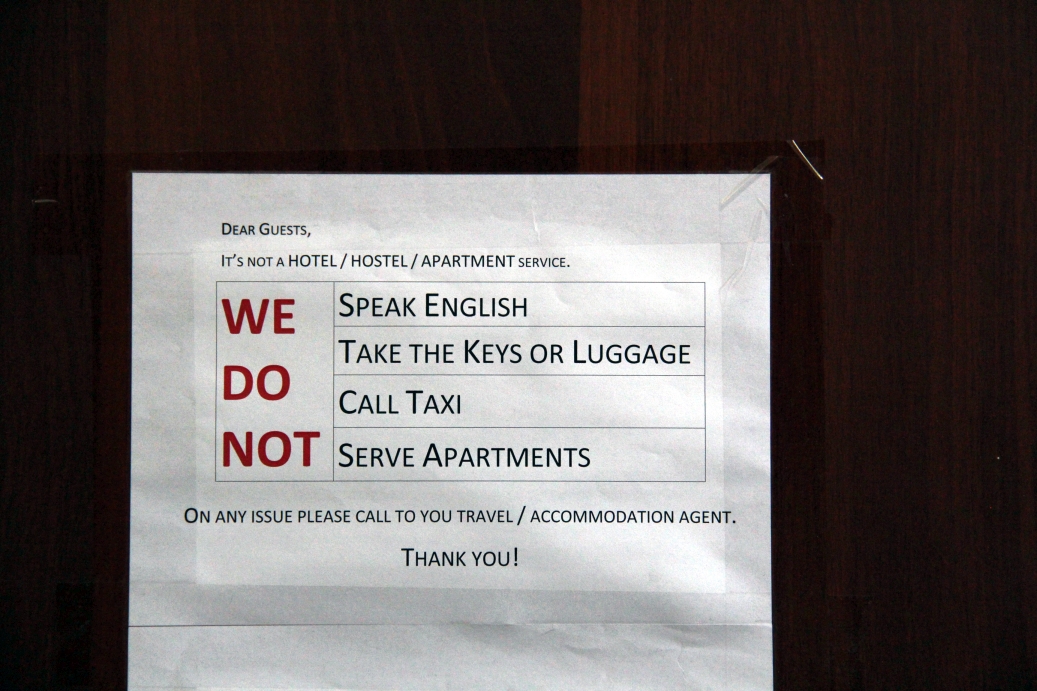 Dear Guests,
It's not a HOTEL / HOSTEL / APARTMENT service.
WE DO NOT
Speak English
Take the Keys or Luggage
Call Taxi
Serve Apartments
On any issue please call to you travel / accommodation agent.
Thank you!